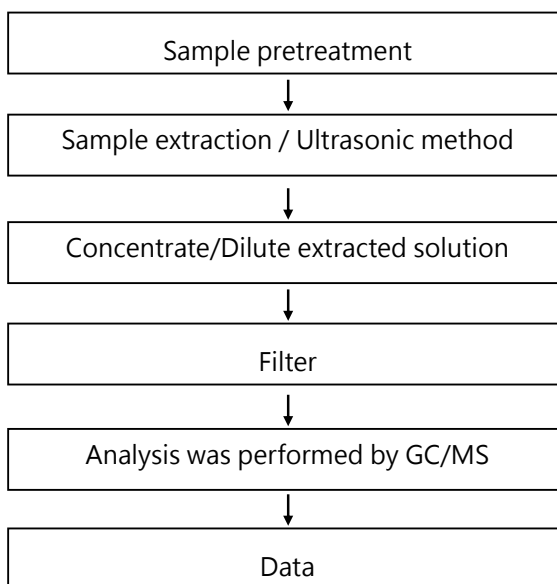 Sample pretreatment
Sample extraction / Ultrasonic method
Concentrate/Dilute extracted solution
Filter
Analysis was performed by GC/MS
Data